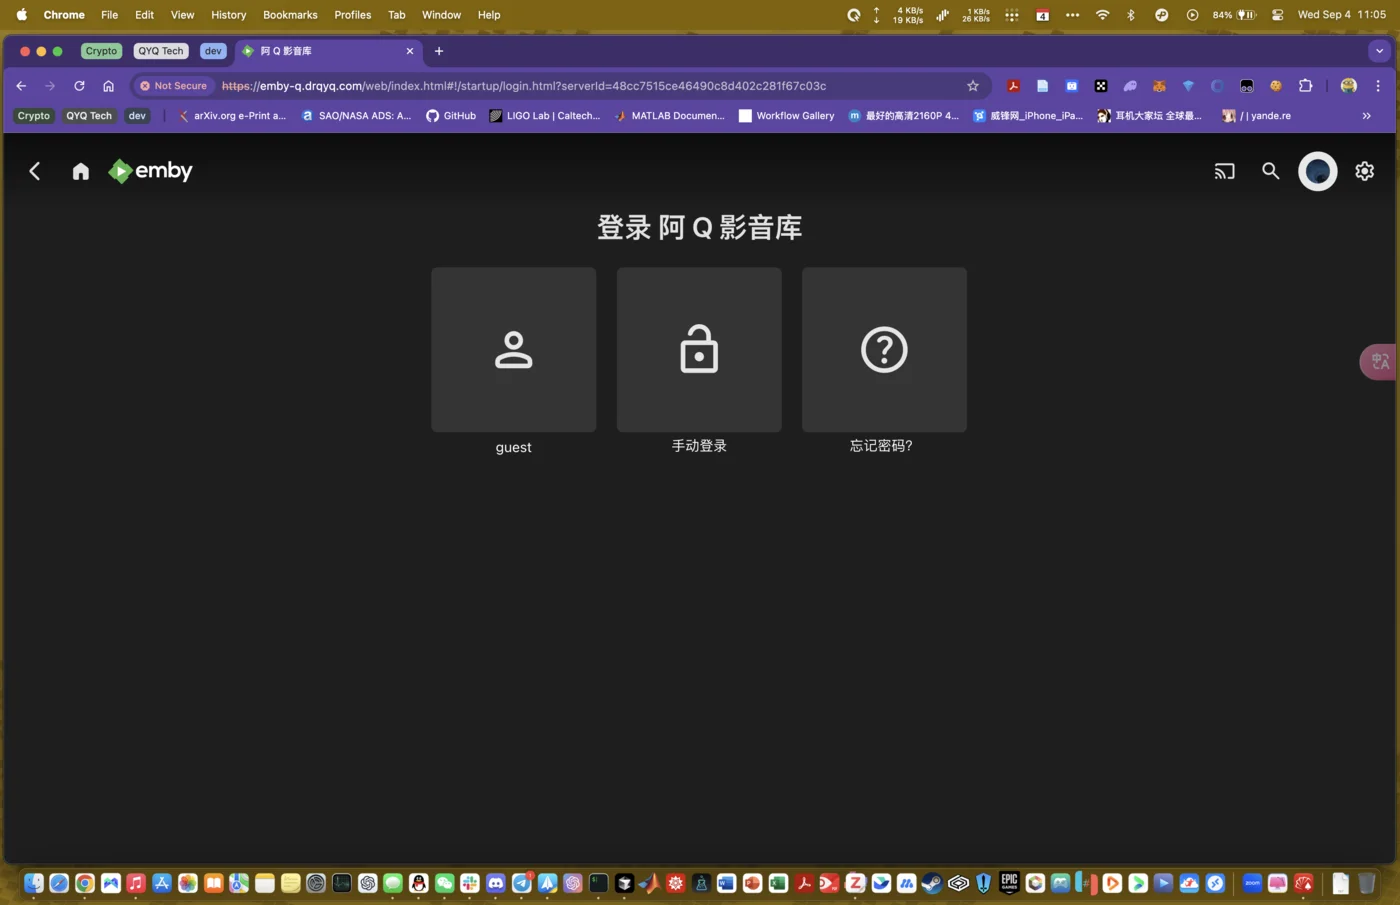 Chrome File Edit View History Bookmarks Profiles Tab Window Help 4 KB/s 19 KB/s 1 KB/s 26 KB/s 4 84% Wed Sep 4 11:05
Crypto QYQ Tech dev 阿 Q 影音库
Not Secure https://emby-q.drqyq.com/web/index.html#!/startup/login.html?serverId=48cc7515ce46490c8d402c281f67c03c
Crypto QYQ Tech dev arXiv.org e-Print a... SAO/NASA ADS: A... GitHub LIGO Lab | Caltech... MATLAB Documen... Workflow Gallery 最好的高清2160P 4... 威锋网_iPhone_iPa... 耳机大家坛 全球最... / | yande.re
emby
登录 阿 Q 影音库
guest 手动登录 忘记密码?